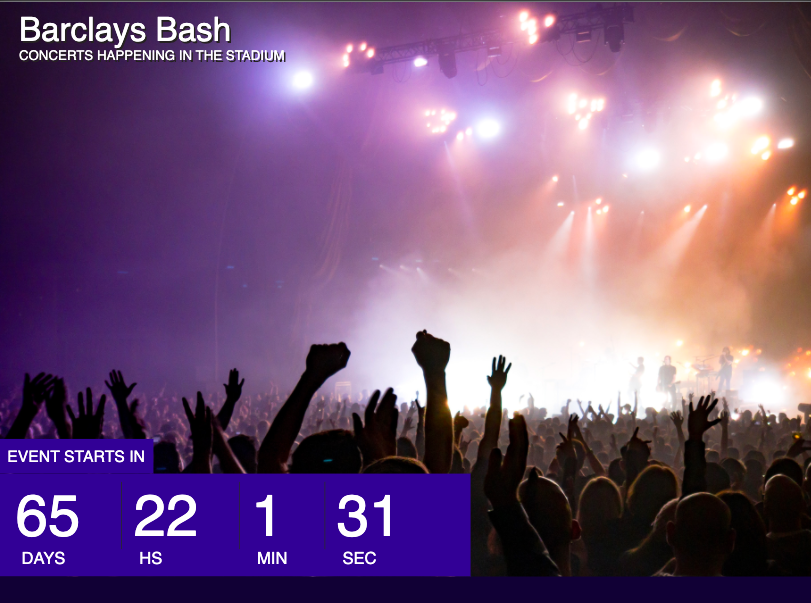 Barclays Bash
CONCERTS HAPPENING IN THE STADIUM
EVENT STARTS IN
65 22 1 31
DAYS HS MIN SEC